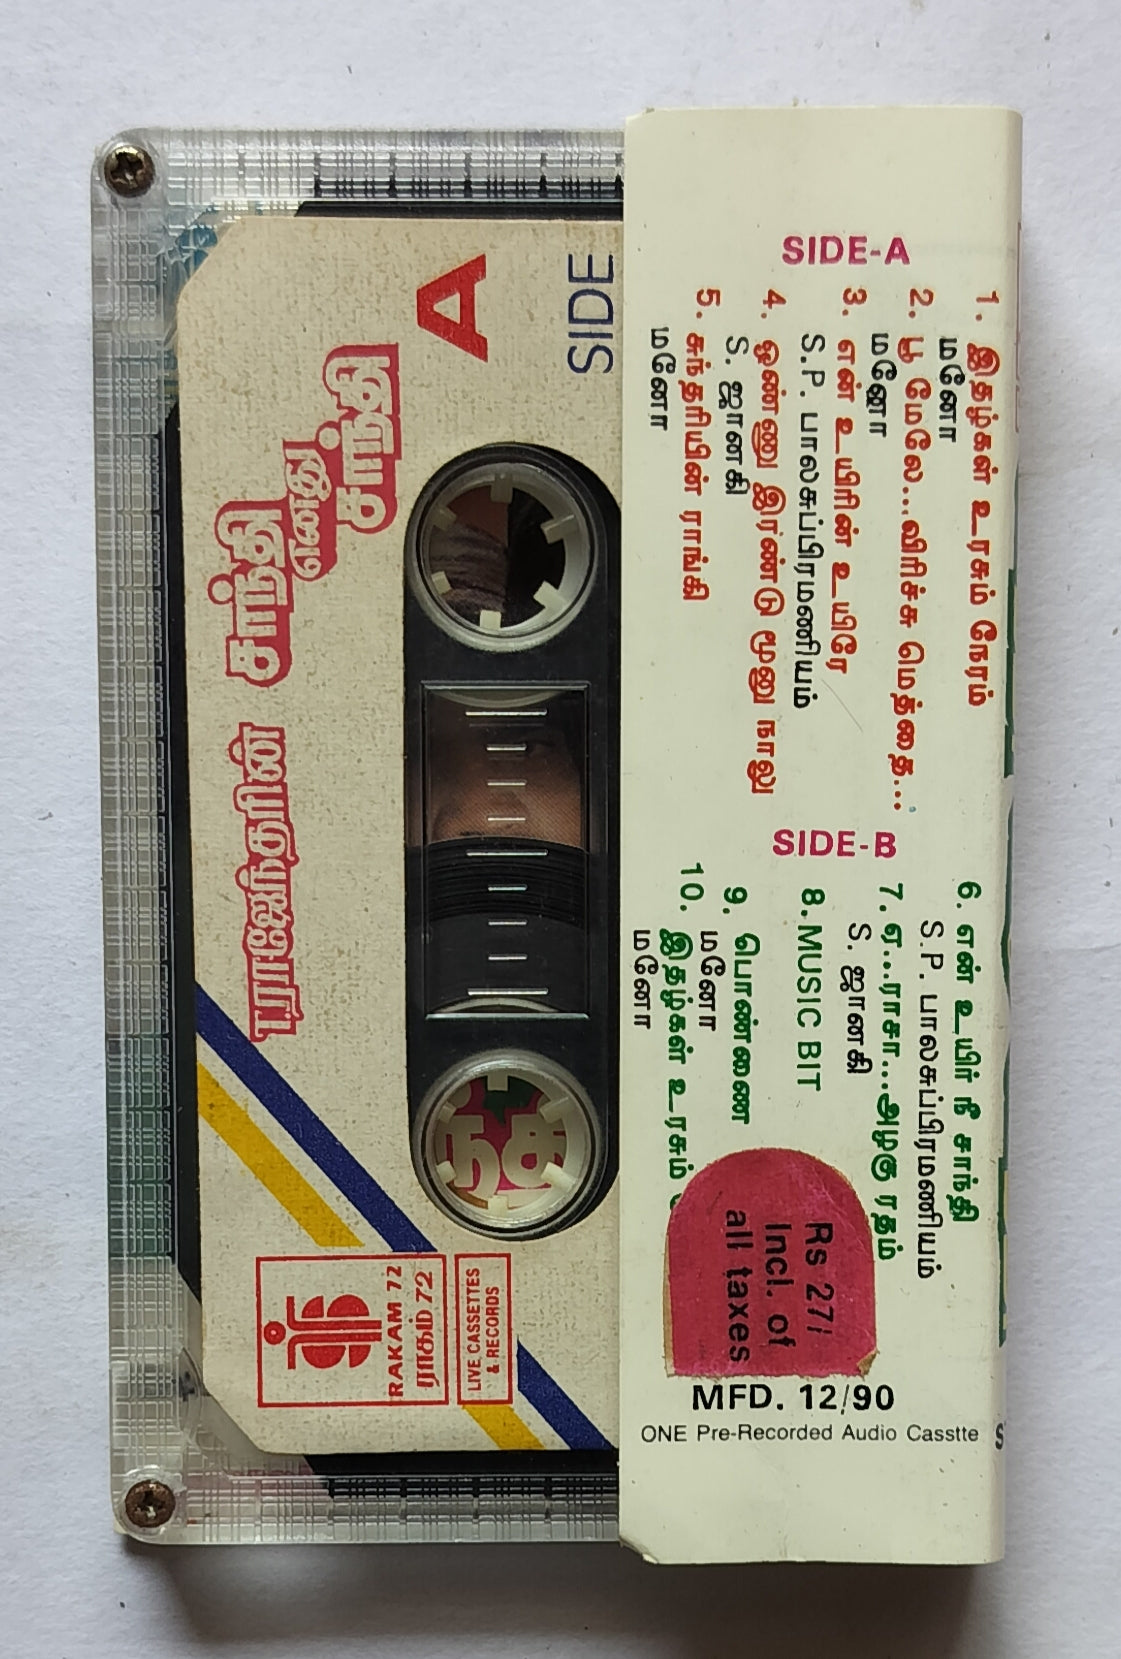 SIDE
A
T.ராஜேந்தரின்
சாந்தி
எனது
சாந்தி
RAKAM 72
ராகம் 72
LIVE CASSETTES
& RECORDS
SIDE-A
1. இதழ்கள் உரசும் நேரம்
மனோ
2. பூ மேலே...விரிச்ச மெத்தை...
மனோ
3. என் உயிரின் உயிரே
S.P. பாலசுப்பிரமணியம்
4. ஒண்ணு இரண்டு மூணு நாலு
S. ஜானகி
5. சுந்தரியின் ராங்கி
மனோ
SIDE-B
6. என் உயிர் நீ சாந்தி
S.P. பாலசுப்பிரமணியம்
7. ஏ...ராசா...அழகு ரதம்
S. ஜானகி
8. MUSIC BIT
9. பொண்ணை
மனோ
10. இதழ்கள் உரசும்
மனோ
Rs 27/
Incl. of
all taxes
MFD. 12/90
ONE Pre-Recorded Audio Casstte